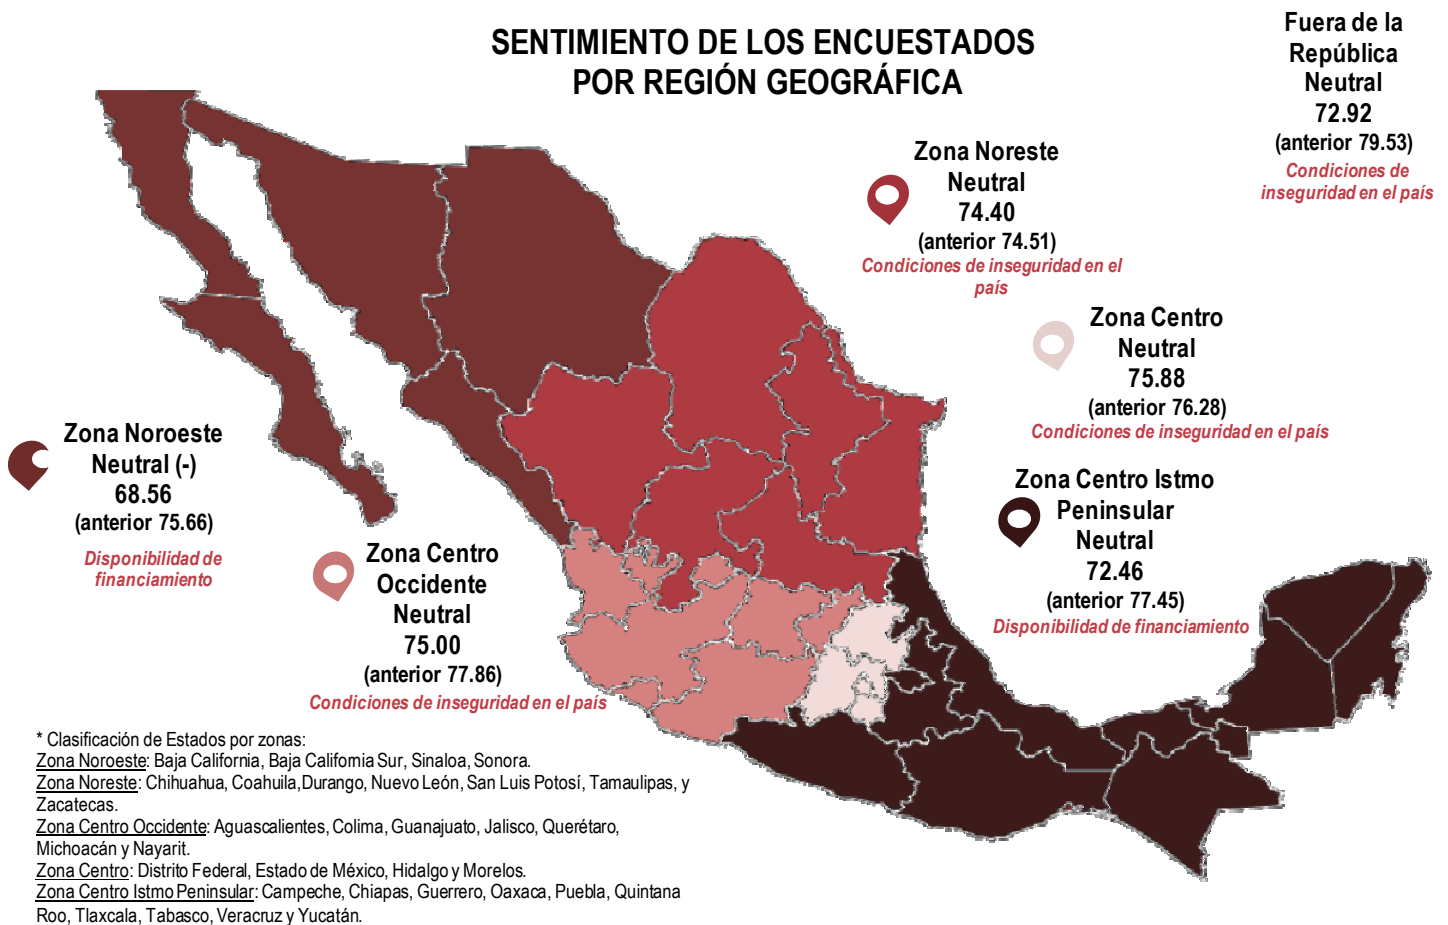 SENTIMIENTO DE LOS ENCUESTADOS
POR REGIÓN GEOGRÁFICA
Fuera de la
República
Neutral
72.92
(anterior 79.53)
Condiciones de
inseguridad en el país
Zona Noreste
Neutral
74.40
(anterior 74.51)
Condiciones de inseguridad en el
país
Zona Centro
Neutral
75.88
(anterior 76.28)
Condiciones de inseguridad en el país
Zona Noroeste
Neutral (-)
68.56
(anterior 75.66)
Disponibilidad de
financiamiento
Zona Centro Istmo
Peninsular
Neutral
72.46
(anterior 77.45)
Disponibilidad de financiamiento
Zona Centro
Occidente
Neutral
75.00
(anterior 77.86)
Condiciones de inseguridad en el país
* Clasificación de Estados por zonas:
Zona Noroeste: Baja California, Baja California Sur, Sinaloa, Sonora.
Zona Noreste: Chihuahua, Coahuila,Durango, Nuevo León, San Luis Potosí, Tamaulipas, y
Zacatecas.
Zona Centro Occidente: Aguascalientes, Colima, Guanajuato, Jalisco, Querétaro,
Michoacán y Nayarit.
Zona Centro: Distrito Federal, Estado de México, Hidalgo y Morelos.
Zona Centro Istmo Peninsular: Campeche, Chiapas, Guerrero, Oaxaca, Puebla, Quintana
Roo, Tlaxcala, Tabasco, Veracruz y Yucatán.